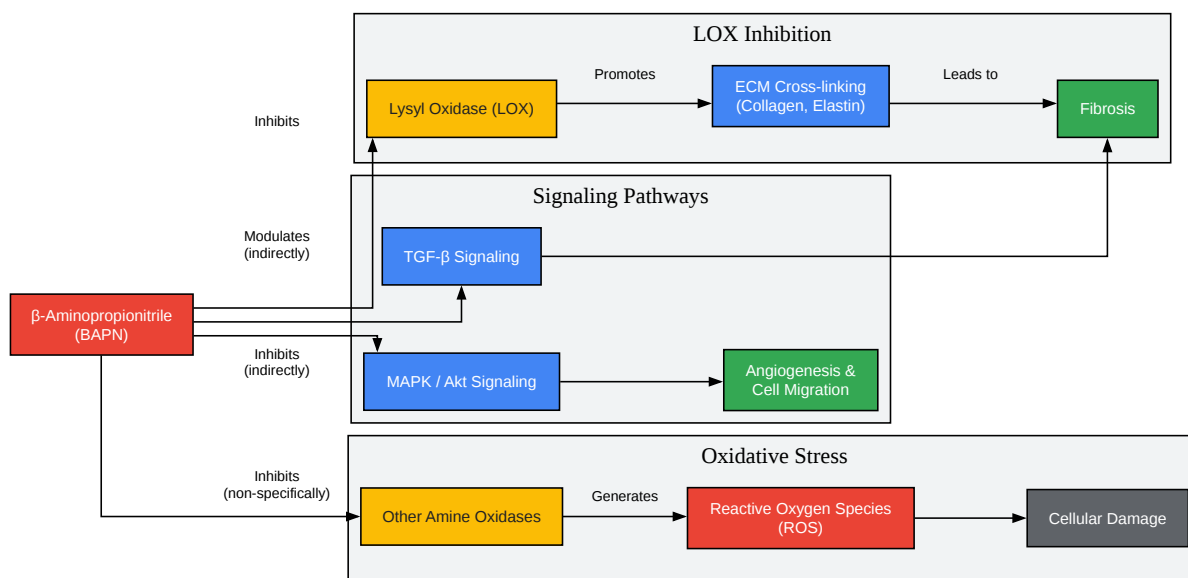 LOX Inhibition
Promotes
Leads to
ECM Cross-linking
(Collagen, Elastin)
Lysyl Oxidase (LOX)
Fibrosis
Inhibits
Signaling Pathways
Modulates
(indirectly)
TGF-β Signaling
β-Aminopropionitrile
(BAPN)
Inhibits
(indirectly)
MAPK / Akt Signaling
Angiogenesis &
Cell Migration
Oxidative Stress
Inhibits
(non-specifically)
Generates
Other Amine Oxidases
Reactive Oxygen Species
(ROS)
Cellular Damage